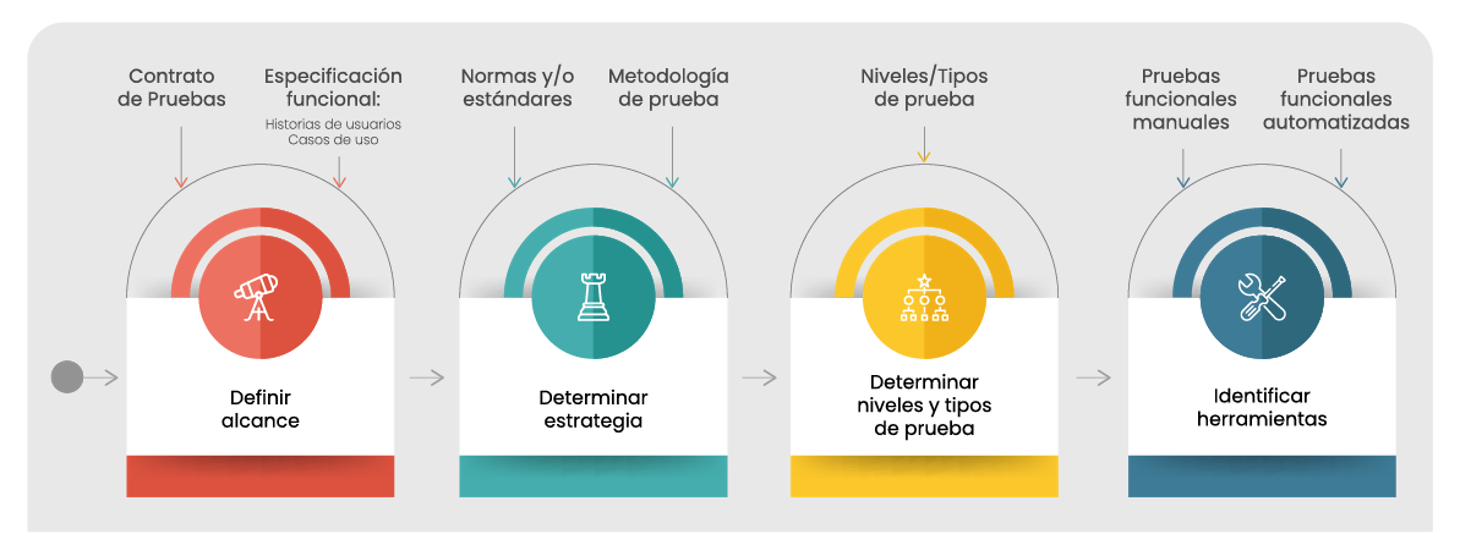 Contrato
de Pruebas
Especificación
funcional:
Historias de usuarios
Casos de uso
Normas y/o
estándares
Metodología
de prueba
Niveles/Tipos
de prueba
Pruebas
funcionales
manuales
Pruebas
funcionales
automatizadas
Definir
alcance
Determinar
estrategia
Determinar
niveles y tipos
de prueba
Identificar
herramientas